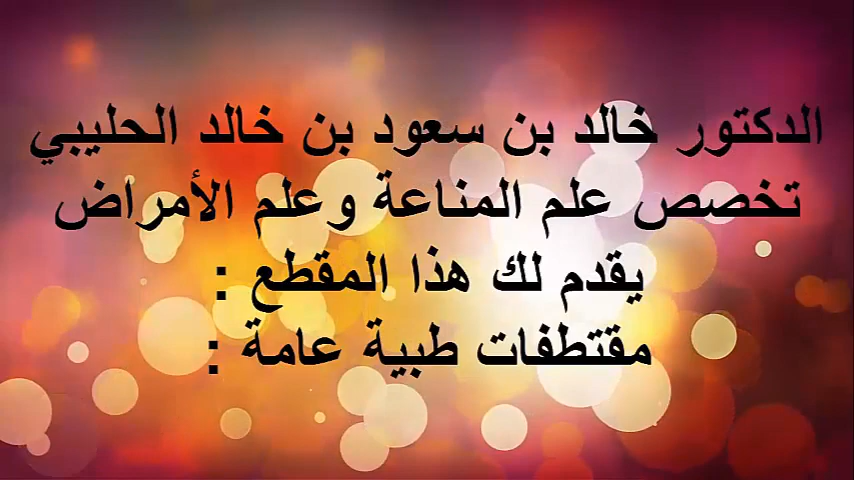 الدكتور خالد بن سعود بن خالد الحليبي
تخصص علم المناعة وعلم الأمراض
يقدم لك هذا المقطع :
مقتطفات طبية عامة :